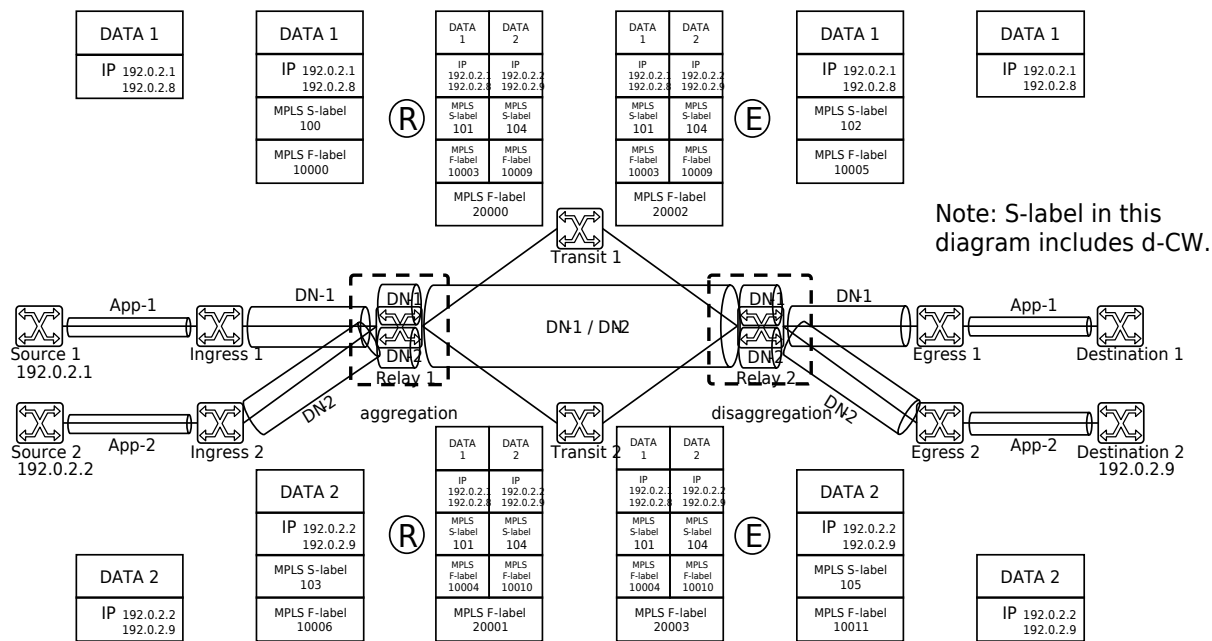 DATA 1
IP 192.0.2.1
192.0.2.8
DATA 1
IP 192.0.2.1
192.0.2.8
MPLS S-label
100
MPLS F-label
10000
R
DATA
1
IP
192.0.2.1
192.0.2.8
MPLS
S-label
101
MPLS
F-label
10003
DATA
2
IP
192.0.2.2
192.0.2.9
MPLS
S-label
104
MPLS
F-label
10009
MPLS F-label
20000
DATA
1
IP
192.0.2.1
192.0.2.8
MPLS
S-label
101
MPLS
F-label
10003
DATA
2
IP
192.0.2.2
192.0.2.9
MPLS
S-label
104
MPLS
F-label
10009
MPLS F-label
20002
E
DATA 1
IP 192.0.2.1
192.0.2.8
MPLS S-label
102
MPLS F-label
10005
DATA 1
IP 192.0.2.1
192.0.2.8
Note: S-label in this
diagram includes d-CW.
Transit 1
App-1
DN-1
DN-1
DN-1 / DN-2
DN-1
DN-1
App-1
Source 1
192.0.2.1
Ingress 1
DN-2
Relay 1
DN-2
Relay 2
Egress 1
Destination 1
aggregation
disaggregation
DN-2
DN-2
App-2
App-2
Source 2
192.0.2.2
Ingress 2
Transit 2
Egress 2
Destination 2
192.0.2.9
DATA 2
IP 192.0.2.2
192.0.2.9
DATA 2
IP 192.0.2.2
192.0.2.9
MPLS S-label
103
MPLS F-label
10006
R
DATA
1
IP
192.0.2.1
192.0.2.8
MPLS
S-label
101
MPLS
F-label
10004
DATA
2
IP
192.0.2.2
192.0.2.9
MPLS
S-label
104
MPLS
F-label
10010
MPLS F-label
20001
DATA
1
IP
192.0.2.1
192.0.2.8
MPLS
S-label
101
MPLS
F-label
10004
DATA
2
IP
192.0.2.2
192.0.2.9
MPLS
S-label
104
MPLS
F-label
10010
MPLS F-label
20003
E
DATA 2
IP 192.0.2.2
192.0.2.9
MPLS S-label
105
MPLS F-label
10011
DATA 2
IP 192.0.2.2
192.0.2.9